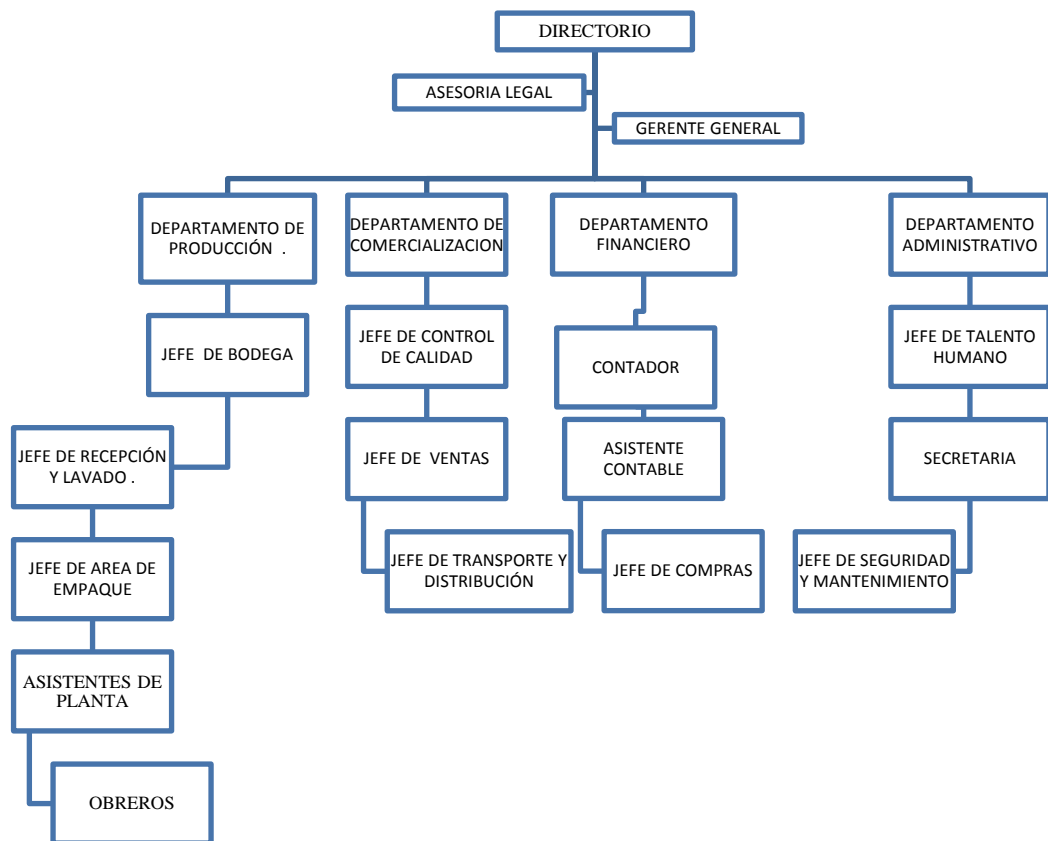 DIRECTORIO
ASESORIA LEGAL
GERENTE GENERAL
DEPARTAMENTO DE
PRODUCCIÓN .
DEPARTAMENTO DE
COMERCIALIZACION
DEPARTAMENTO
FINANCIERO
DEPARTAMENTO
ADMINISTRATIVO
JEFE DE BODEGA
JEFE DE CONTROL
DE CALIDAD
CONTADOR
JEFE DE TALENTO
HUMANO
JEFE DE RECEPCIÓN
Y LAVADO .
JEFE DE VENTAS
ASISTENTE
CONTABLE
SECRETARIA
JEFE DE AREA DE
EMPAQUE
JEFE DE TRANSPORTE Y
DISTRIBUCIÓN
JEFE DE COMPRAS
JEFE DE SEGURIDAD
Y MANTENIMIENTO
ASISTENTES DE
PLANTA
OBREROS